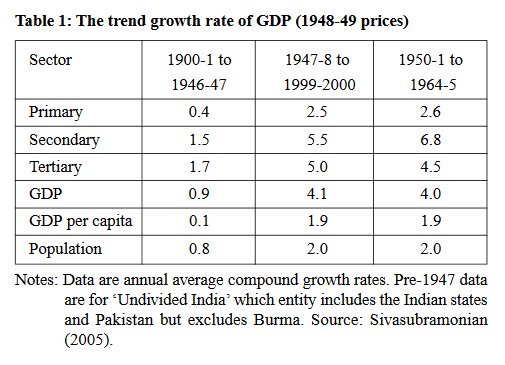 Table 1: The trend growth rate of GDP (1948-49 prices)
Sector 1900-1 to 1947-8 to 1950-1 to
1946-47 1999-2000 1964-5
Primary 0.4 2.5 2.6
Secondary 1.5 5.5 6.8
Tertiary 1.7 5.0 4.5
GDP 0.9 4.1 4.0
GDP per capita 0.1 1.9 1.9
Population 0.8 2.0 2.0
Notes: Data are annual average compound growth rates. Pre-1947 data
are for ‘Undivided India’ which entity includes the Indian states
and Pakistan but excludes Burma. Source: Sivasubramonian
(2005).